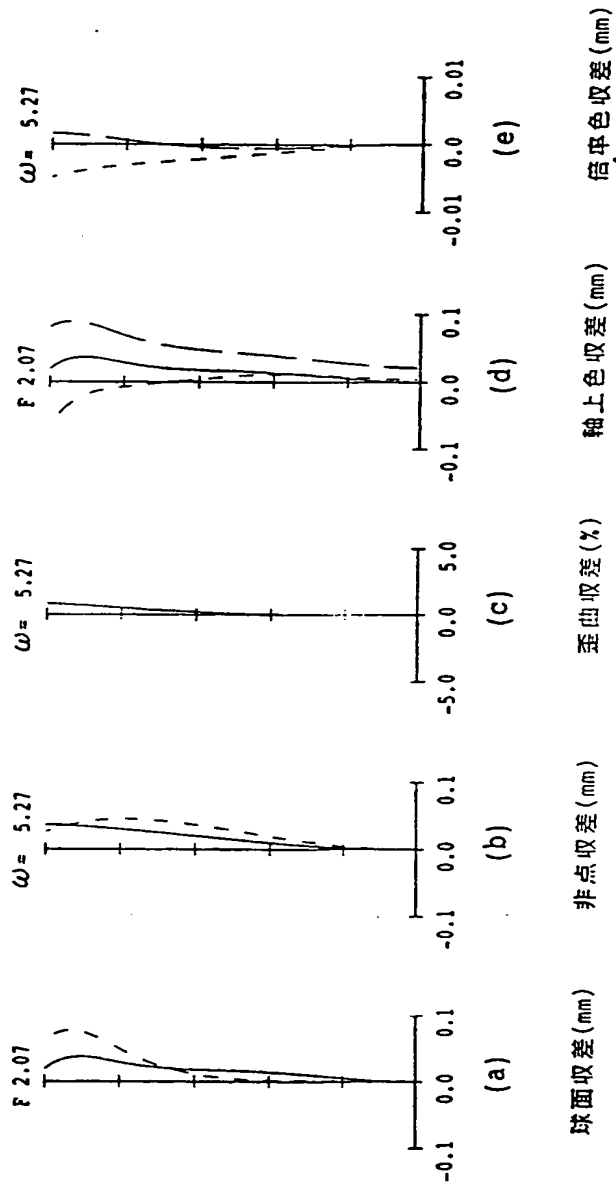 F 2.07
-0.1 0.0 0.1
(a)
球面収差(mm)
ω= 5.27
-0.1 0.0 0.1
(b)
非点収差(mm)
ω= 5.27
-5.0 0.0 5.0
(c)
歪曲収差(%)
F 2.07
-0.1 0.0 0.1
(d)
軸上色収差(mm)
ω= 5.27
-0.01 0.0 0.01
(e)
倍率色収差(mm)